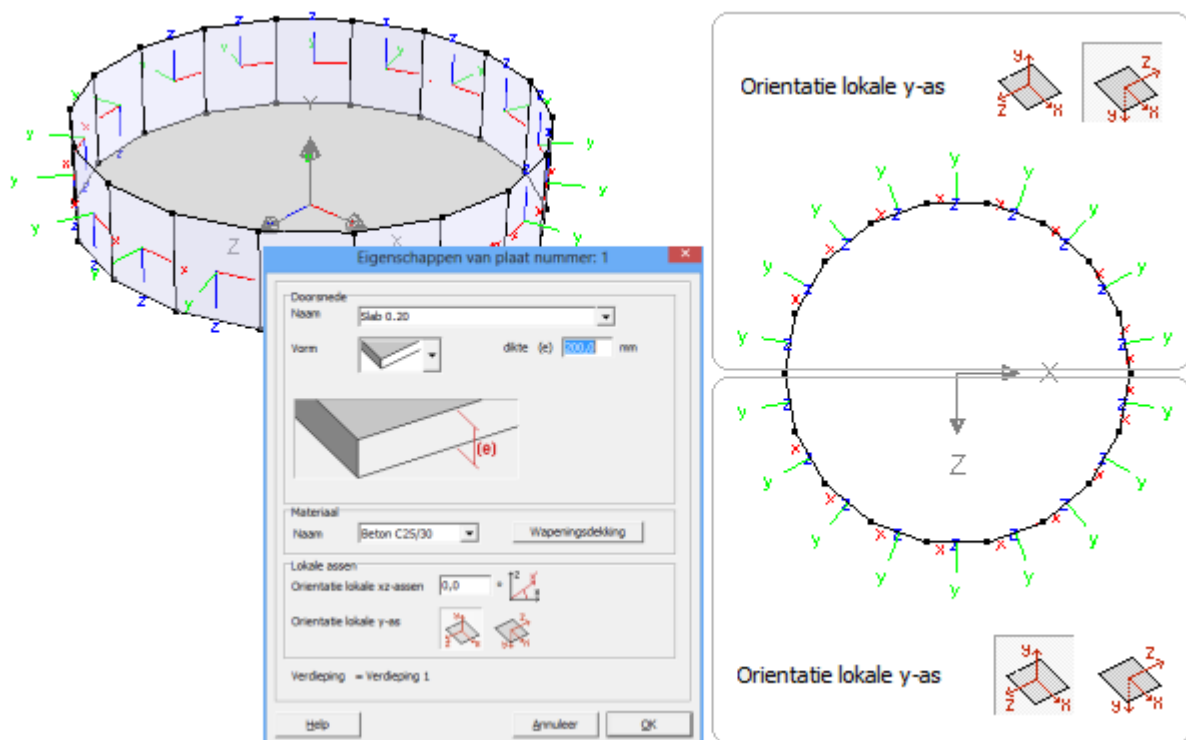 Y
Z
X
Eigenschappen van plaat nummer: 1
Doorsnede
Naam
Slab 0.20
Vorm
dikte (e)
200,0
mm
(e)
Materiaal
Naam
Beton C25/30
Wapeningsdekking
Lokale assen
Orientatie lokale xz-assen
0,0
°
Orientatie lokale y-as
Verdieping = Verdieping 1
Help
Annuleer
OK
Orientatie lokale y-as
X
Z
Orientatie lokale y-as